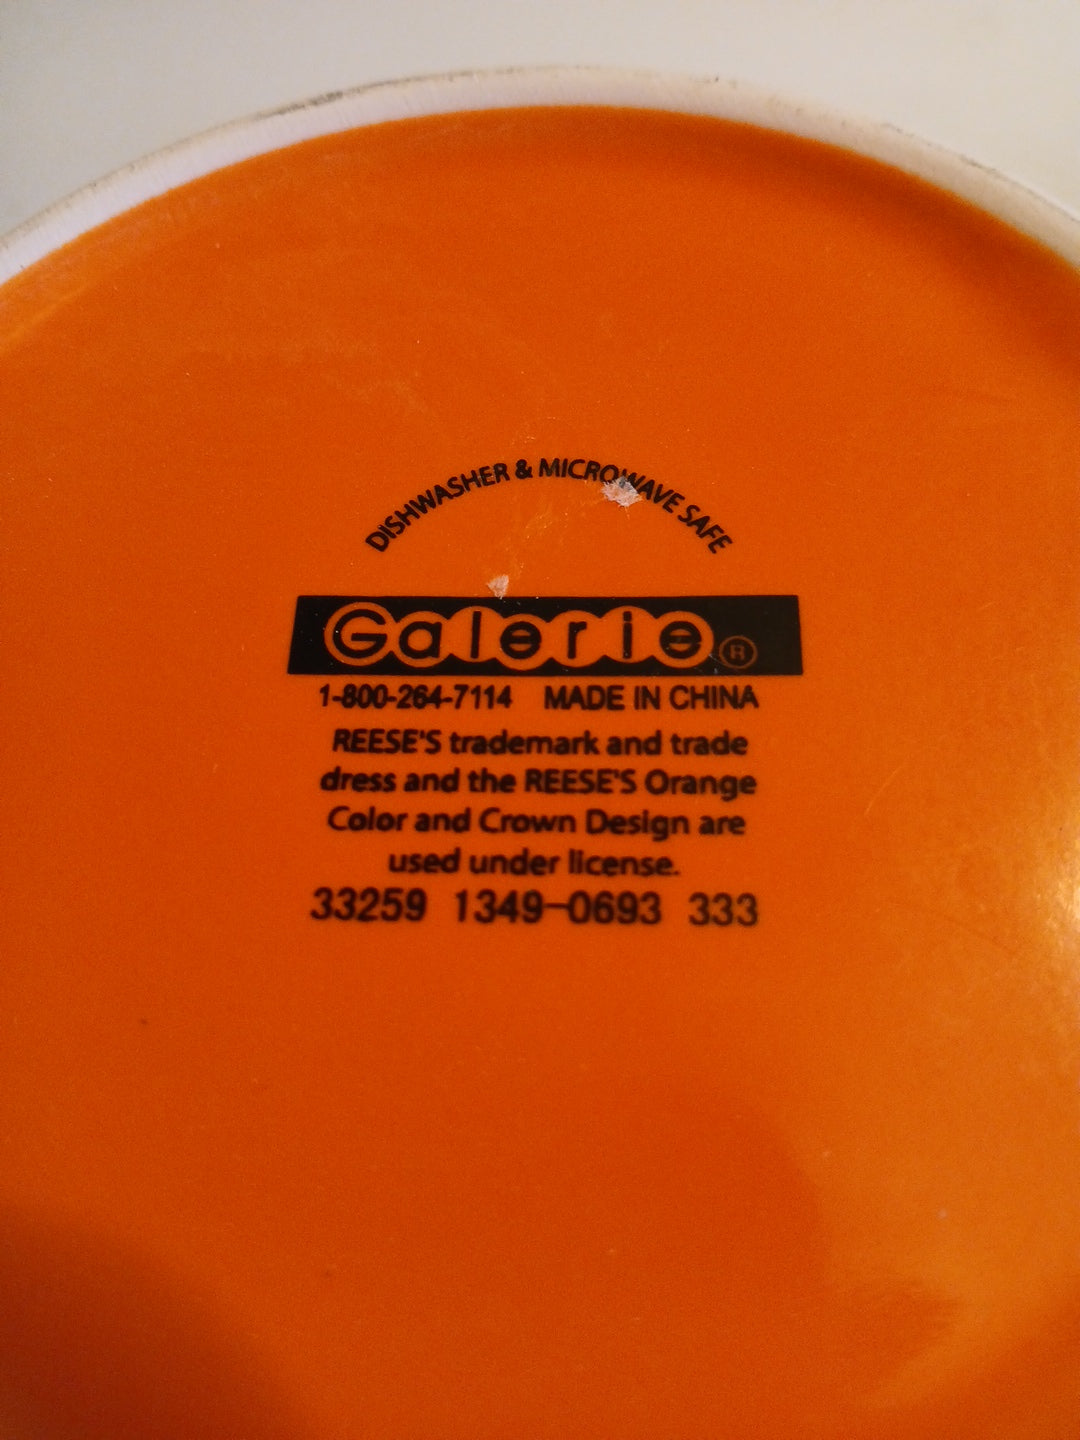 DISHWASHER & MICROWAVE SAFE
Galerie®
1-800-264-7114 MADE IN CHINA
REESE'S trademark and trade
dress and the REESE'S Orange
Color and Crown Design are
used under license.
33259 1349-0693 333